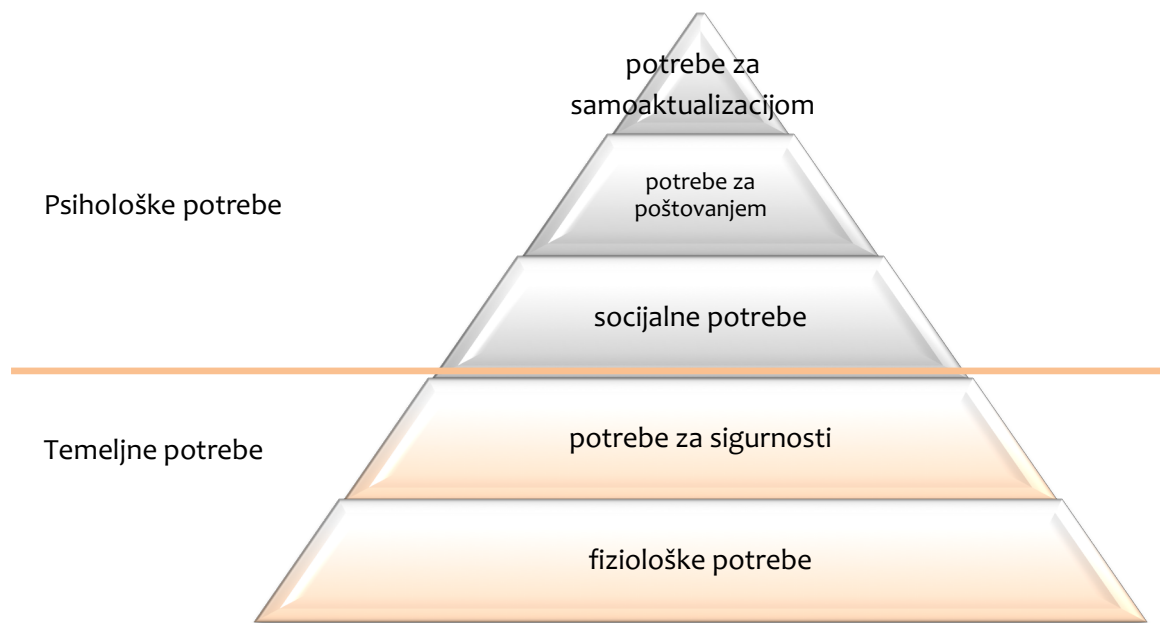 potrebe za
samoaktualizacijom
Psihološke potrebe
potrebe za
poštovanjem
socijalne potrebe
Temeljne potrebe
potrebe za sigurnosti
fiziološke potrebe